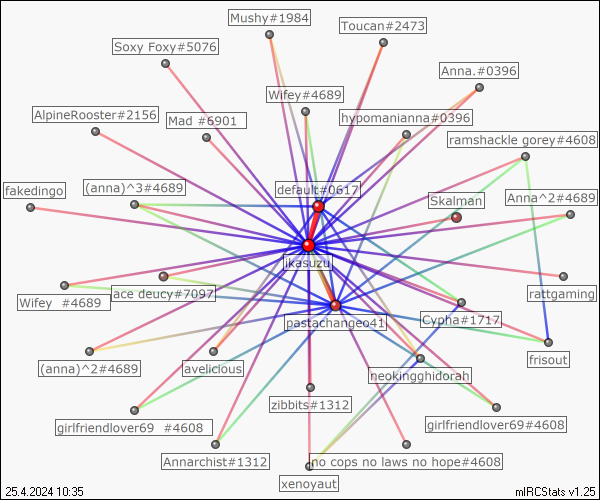 Mushy#1984
Toucan#2473
Soxy Foxy#5076
Anna.#0396
Wifey#4689
AlpineRooster#2156
Mad #6901
hypomanianna#0396
ramshackle gorey#4608
fakedingo
(anna)^3#4689
default#0617
Skalman
Anna^2#4689
jkasuzu
Wifey #4689
ace deucy#7097
rattgaming
pastachangeo41
Cypha#1717
frisout
(anna)^2#4689
avelicious
neokingghidorah
zibbits#1312
girlfriendlover69 #4608
girlfriendlover69#4608
Annarchist#1312
no cops no laws no hope#4608
xenoyaut
25.4.2024 10:35
mIRCStats v1.25